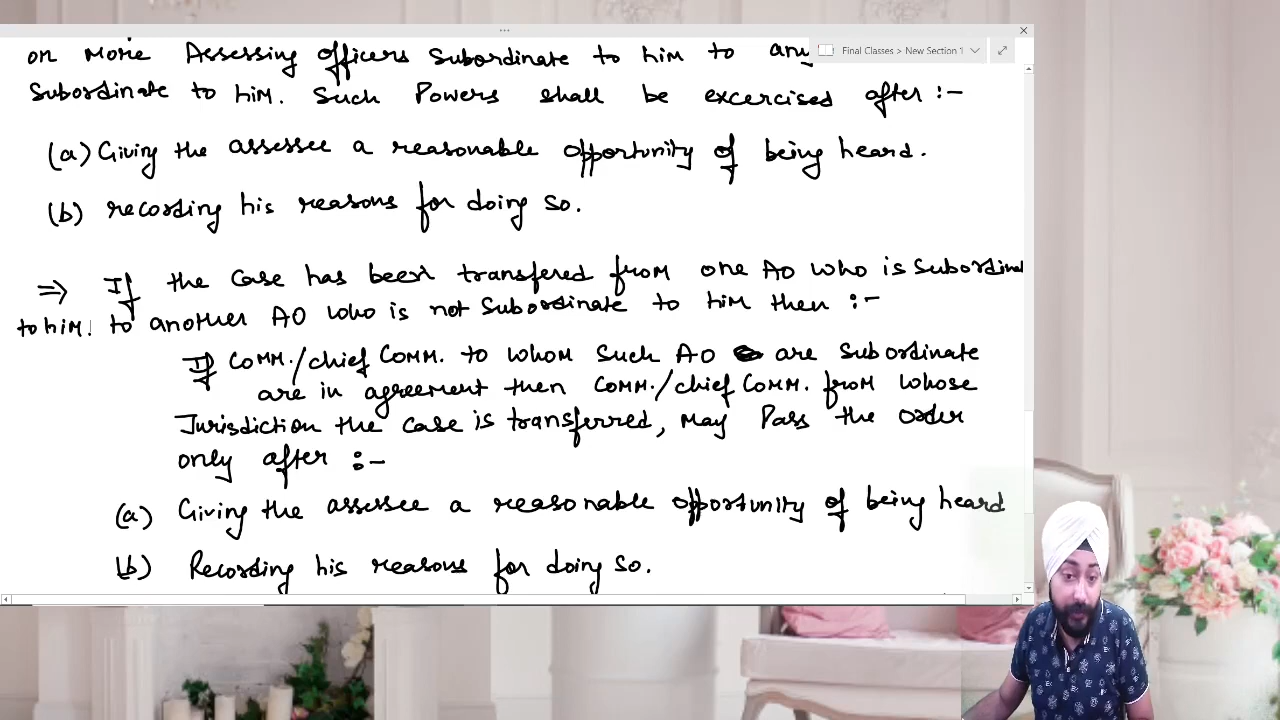 on More Assessing officers Subordinate to him to any
Final Classes > New Section 1
Subordinate to him. Such Powers shall be excercised after :-
(a) Giving the assessee a reasonable opportunity of being heard.
(b) recording his reasons for doing so.
⇒ If the case has been transfered from one AO who is Subordinat
to him. to another AO who is not Subordinate to him then :-
If Comm./chief Comm. to whom such AO are subordinate
are in agreement then Comm./chief Comm. from whose
Jurisdiction the case is transferred, may Pass the order
only after :-
(a) Giving the assessee a reasonable opportunity of being heard
(b) Recording his reasons for doing so.